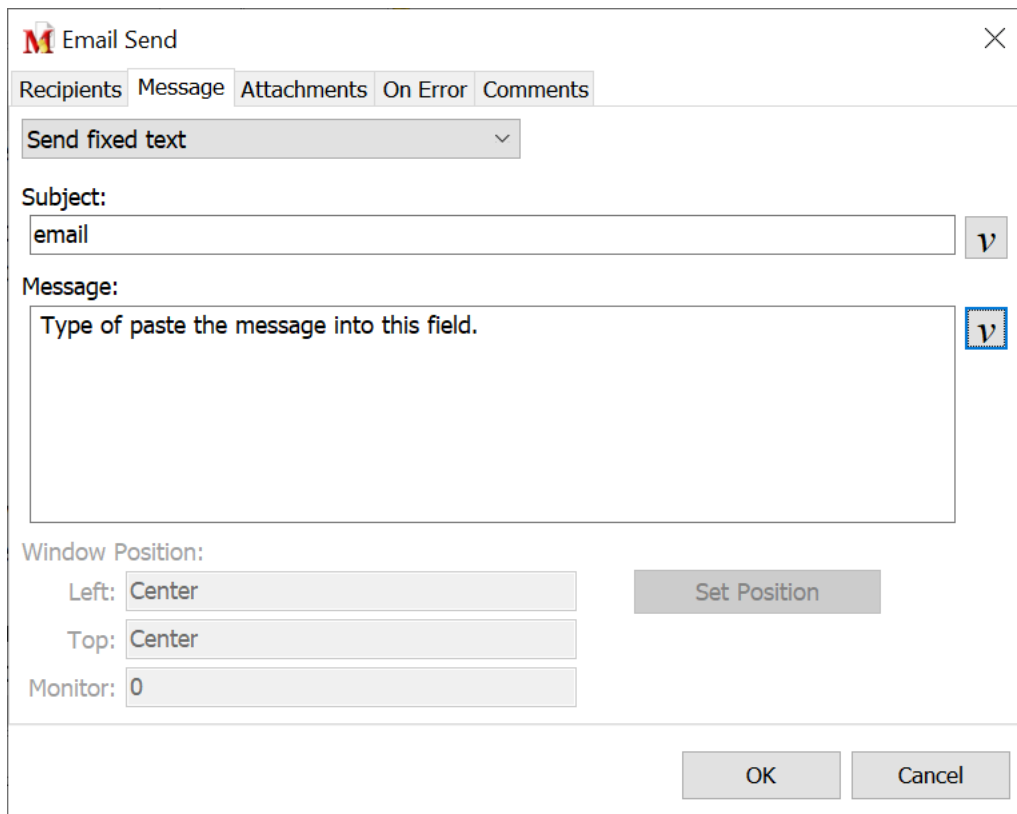 M Email Send
Recipients Message Attachments On Error Comments
Send fixed text
Subject:
email
v
Message:
Type of paste the message into this field.
v
Window Position:
Left: Center
Set Position
Top: Center
Monitor: 0
OK Cancel